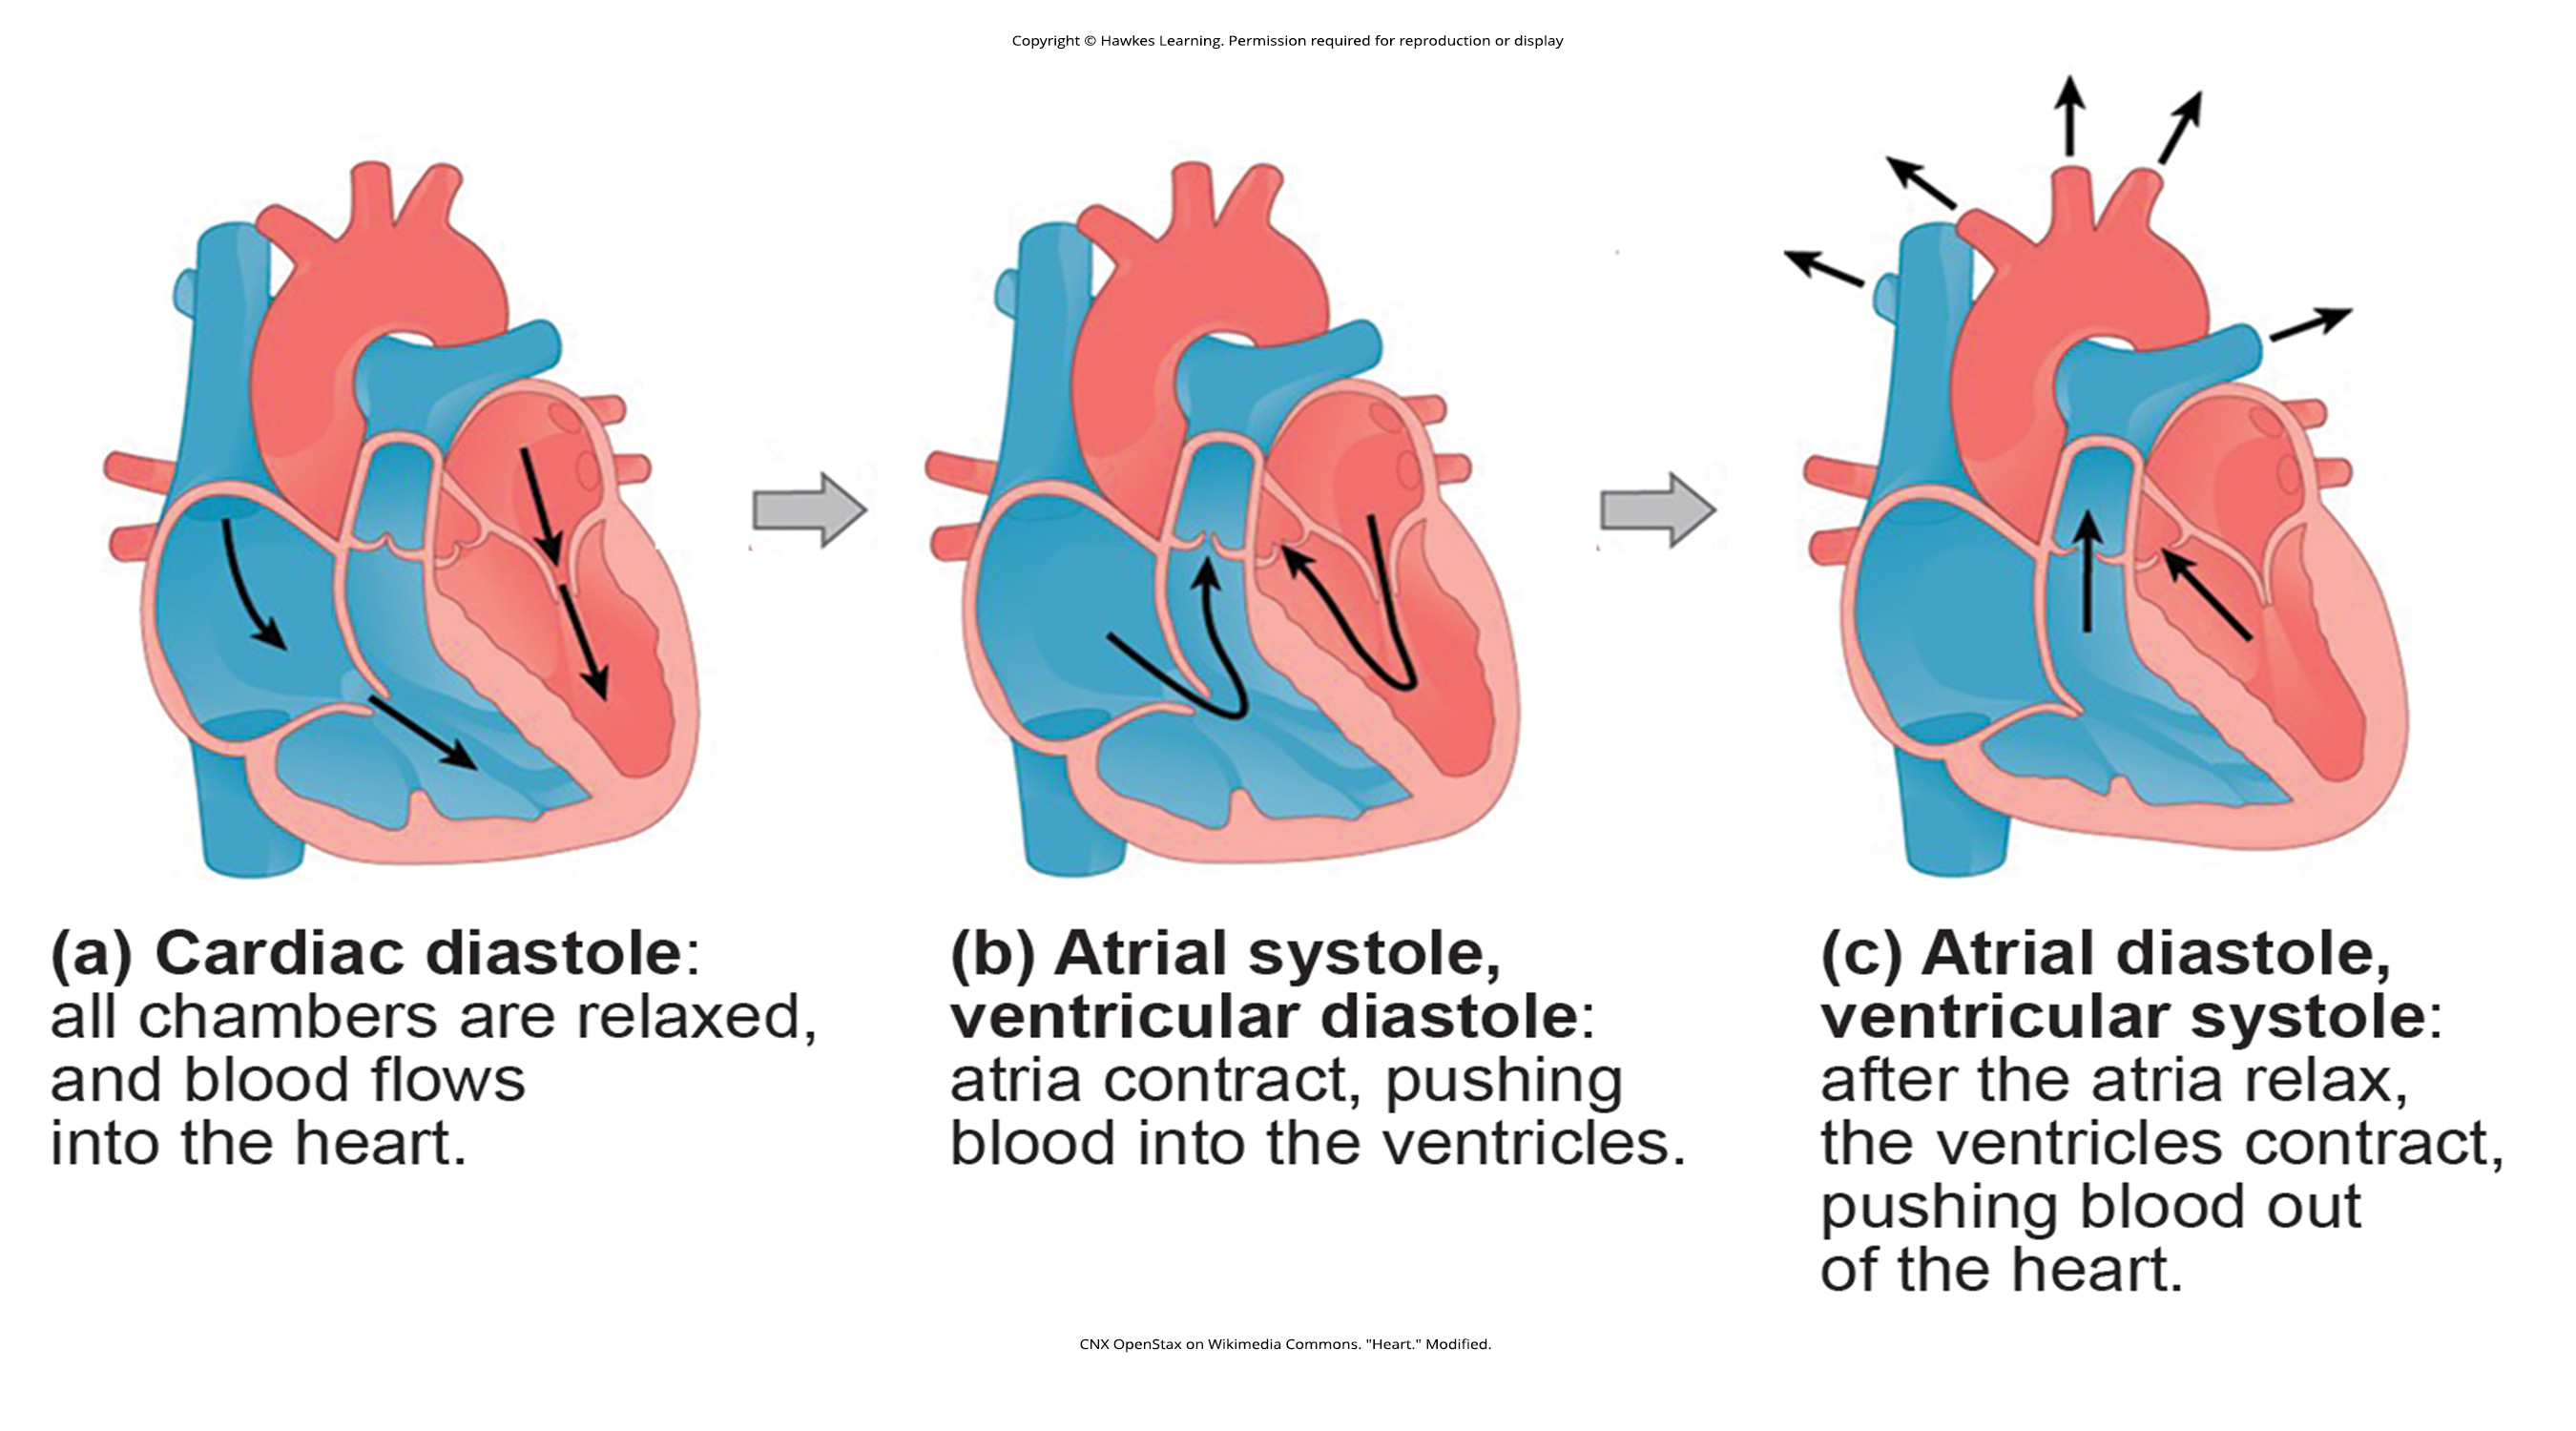 Copyright © Hawkes Learning. Permission required for reproduction or display
(a) Cardiac diastole:
all chambers are relaxed,
and blood flows
into the heart.
(b) Atrial systole,
ventricular diastole:
atria contract, pushing
blood into the ventricles.
(c) Atrial diastole,
ventricular systole:
after the atria relax,
the ventricles contract,
pushing blood out
of the heart.
CNX OpenStax on Wikimedia Commons. "Heart." Modified.